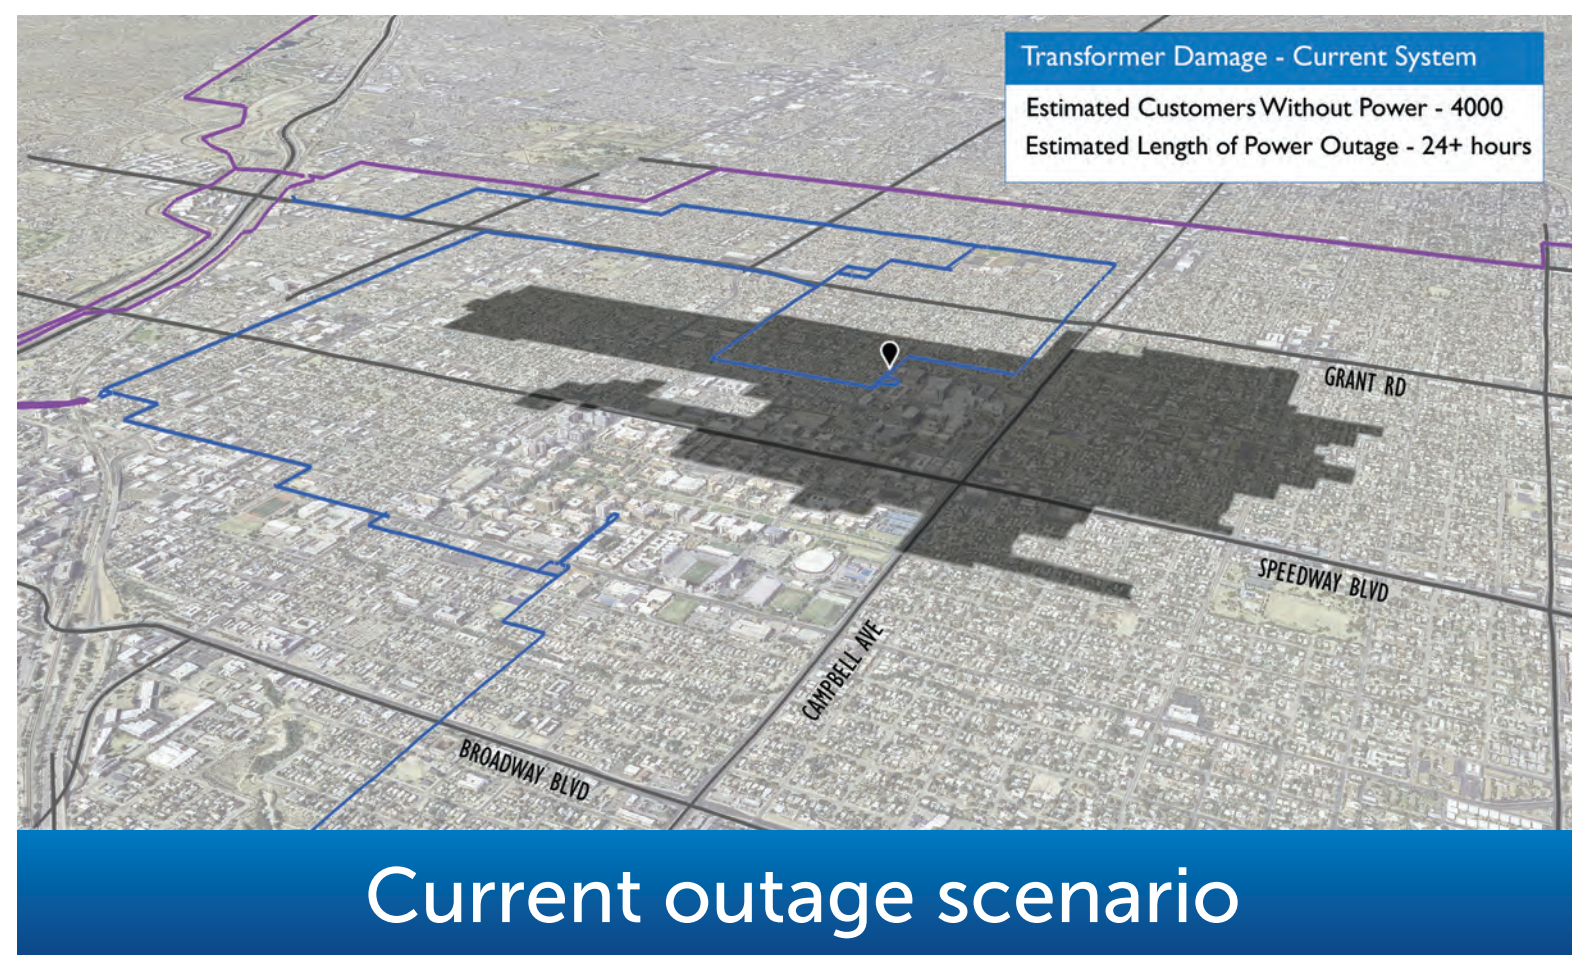 Transformer Damage - Current System
Estimated Customers Without Power - 4000
Estimated Length of Power Outage - 24+ hours
GRANT RD
SPEEDWAY BLVD
CAMPBELL AVE
BROADWAY BLVD
Current outage scenario